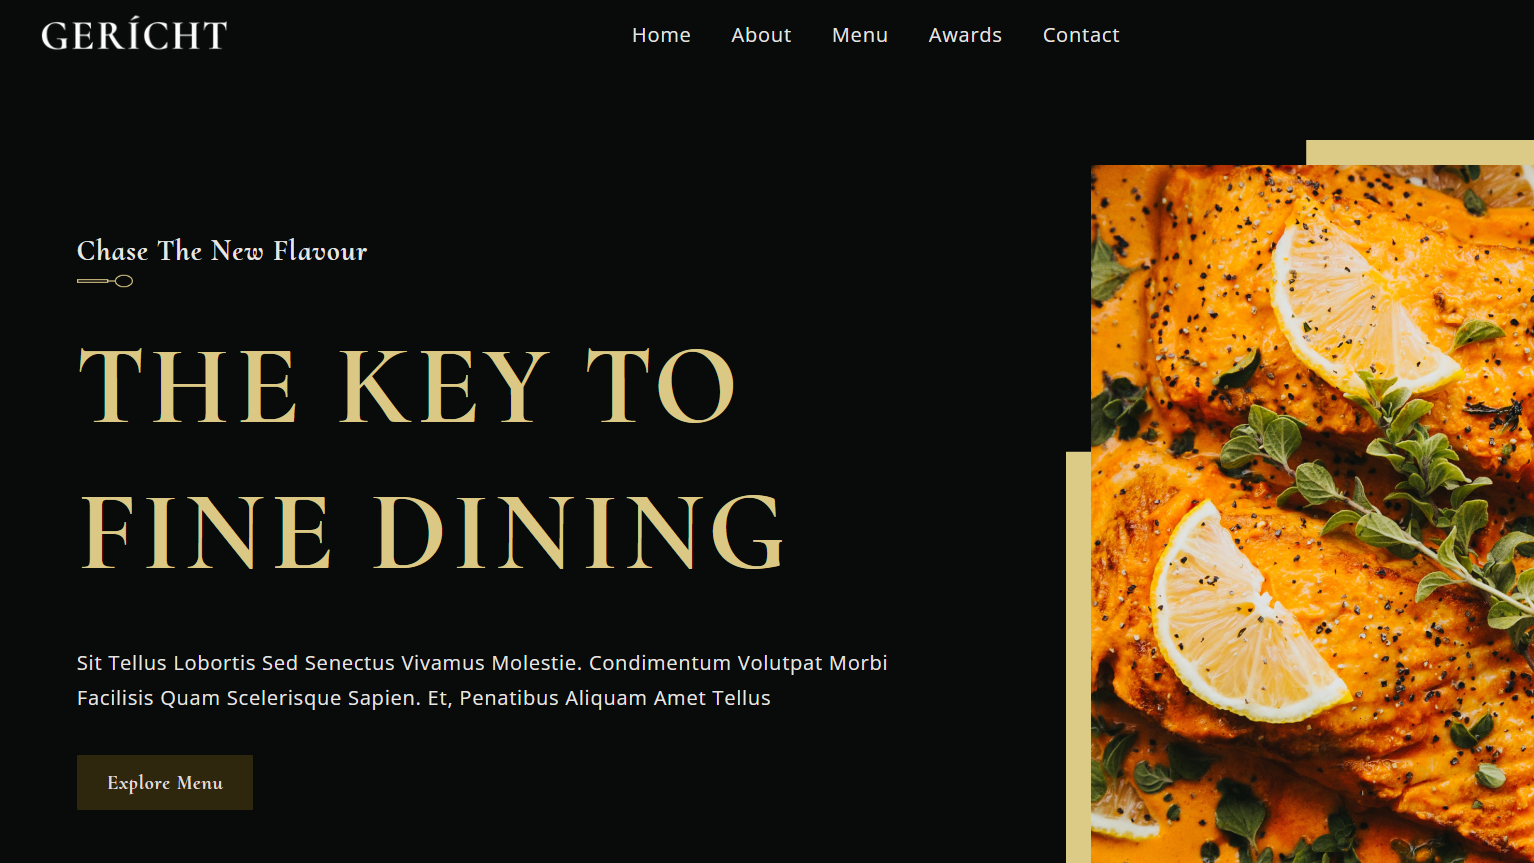 GERÍCHT
Home About Menu Awards Contact
Chase The New Flavour
THE KEY TO
FINE DINING
Sit Tellus Lobortis Sed Senectus Vivamus Molestie. Condimentum Volutpat Morbi
Facilisis Quam Scelerisque Sapien. Et, Penatibus Aliquam Amet Tellus
Explore Menu